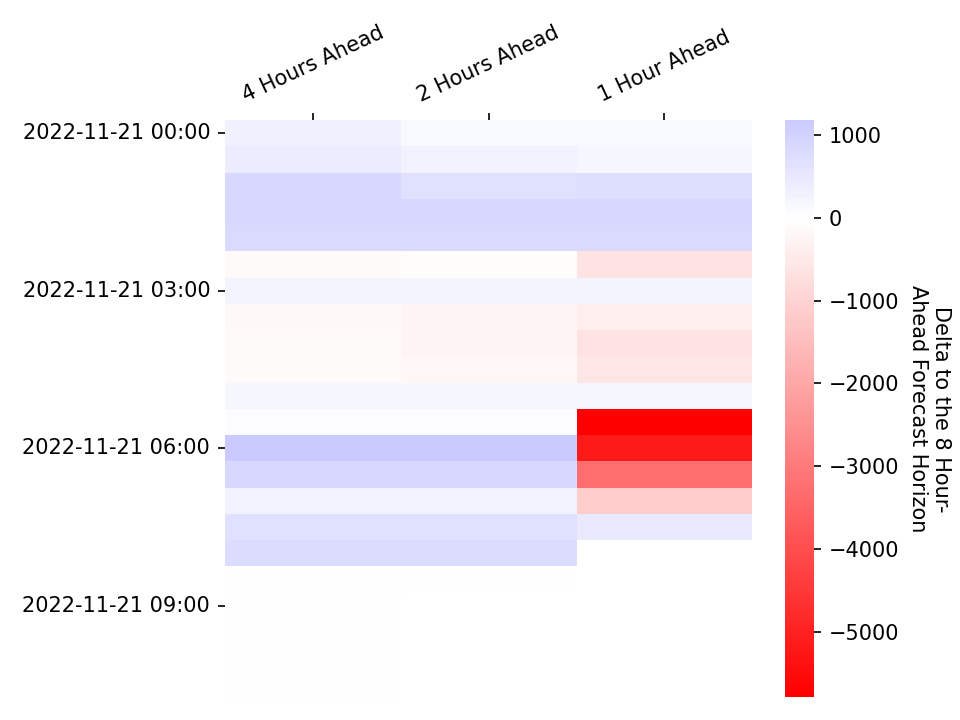 4 Hours Ahead
2 Hours Ahead
1 Hour Ahead
2022-11-21 00:00
2022-11-21 03:00
2022-11-21 06:00
2022-11-21 09:00
1000
0
−1000
−2000
−3000
−4000
−5000
Delta to the 8 Hour-
Ahead Forecast Horizon